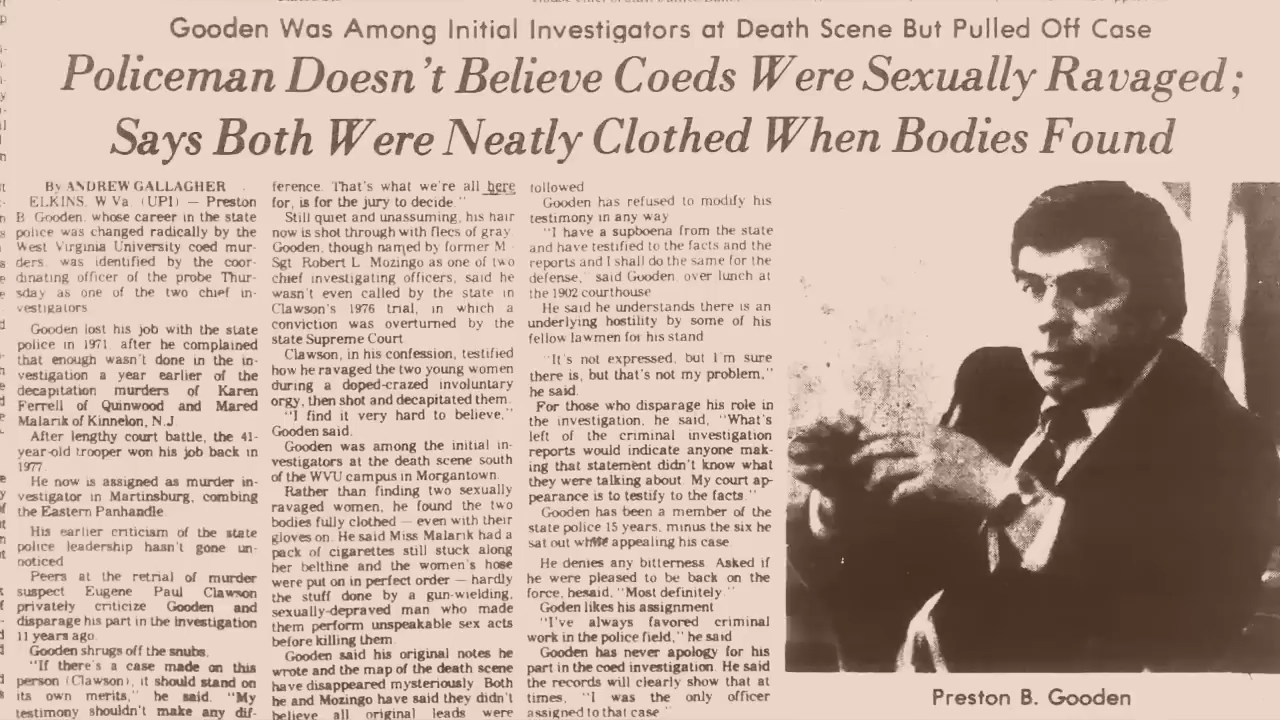 Gooden Was Among Initial Investigators at Death Scene But Pulled Off Case
Policeman Doesn't Believe Coeds Were Sexually Ravaged;
Says Both Were Neatly Clothed When Bodies Found
By ANDREW GALLAGHER
ELKINS, W.Va. (UPI) — Preston
B. Gooden, whose career in the state
police was changed radically by the
West Virginia University coed mur-
ders, was identified by the coor-
dinating officer of the probe Thur-
sday as one of the two chief in-
vestigators.
Gooden lost his job with the state
police in 1971 after he complained
that enough wasn't done in the in-
vestigation a year earlier of the
decapitation murders of Karen
Ferrell of Quinwood and Mared
Malarik of Kinnelon, N.J.
After lengthy court battle, the 41-
year-old trooper won his job back in
1977.
He now is assigned as murder in-
vestigator in Martinsburg, combing
the Eastern Panhandle.
His earlier criticism of the state
police leadership hasn't gone un-
noticed.
Peers at the retrial of murder
suspect Eugene Paul Clawson
privately criticize Gooden and
disparage his part in the investigation
11 years ago.
Gooden shrugs off the snubs.
"If there's a case made on this
person (Clawson), it should stand on
its own merits," he said. "My
testimony shouldn't make any dif-
ference. That's what we're all here
for, is for the jury to decide."
Still quiet and unassuming, his hair
now is shot through with flecs of gray.
Gooden, though named by former M.
Sgt. Robert L. Mozingo as one of two
chief investigating officers, said he
wasn't even called by the state in
Clawson's 1976 trial, in which a
conviction was overturned by the
state Supreme Court.
Clawson, in his confession, testified
how he ravaged the two young women
during a doped-crazed involuntary
orgy, then shot and decapitated them.
"I find it very hard to believe,"
Gooden said.
Gooden was among the initial in-
vestigators at the death scene south
of the WVU campus in Morgantown.
Rather than finding two sexually
ravaged women, he found the two
bodies fully clothed — even with their
gloves on. He said Miss Malarik had a
pack of cigarettes still stuck along
her beltline and the women's hose
were put on in perfect order — hardly
the stuff done by a gun-wielding,
sexually-depraved man who made
them perform unspeakable sex acts
before killing them.
Gooden said his original notes he
wrote and the map of the death scene
have disappeared mysteriously. Both
he and Mozingo have said they didn't
believe all original leads were
followed.
Gooden has refused to modify his
testimony in any way.
"I have a supboena from the state
and have testified to the facts and the
reports and I shall do the same for the
defense," said Gooden, over lunch at
the 1902 courthouse.
He said he understands there is an
underlying hostility by some of his
fellow lawmen for his stand.
"It's not expressed, but I'm sure
there is, but that's not my problem,"
he said.
For those who disparage his role in
the investigation, he said, "What's
left of the criminal investigation
reports would indicate anyone mak-
ing that statement didn't know what
they were talking about. My court ap-
pearance is to testify to the facts."
Gooden has been a member of the
state police 15 years, minus the six he
sat out while appealing his case.
He denies any bitterness. Asked if
he were pleased to be back on the
force, hesaid, "Most definitely."
Goden likes his assignment.
"I've always favored criminal
work in the police field," he said.
Gooden has never apology for his
part in the coed investigation. He said
the records will clearly show that at
times, "I was the only officer
assigned to that case."
Preston B. Gooden